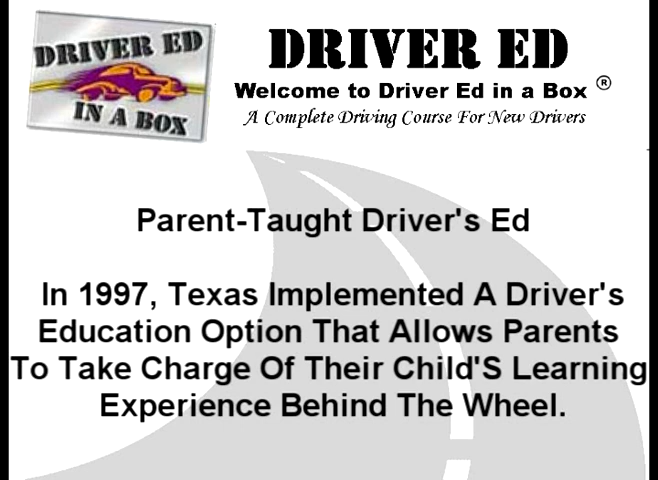 DRIVER ED
IN A BOX
DRIVER ED
Welcome to Driver Ed in a Box ®
A Complete Driving Course For New Drivers
Parent-Taught Driver's Ed
In 1997, Texas Implemented A Driver's
Education Option That Allows Parents
To Take Charge Of Their Child'S Learning
Experience Behind The Wheel.